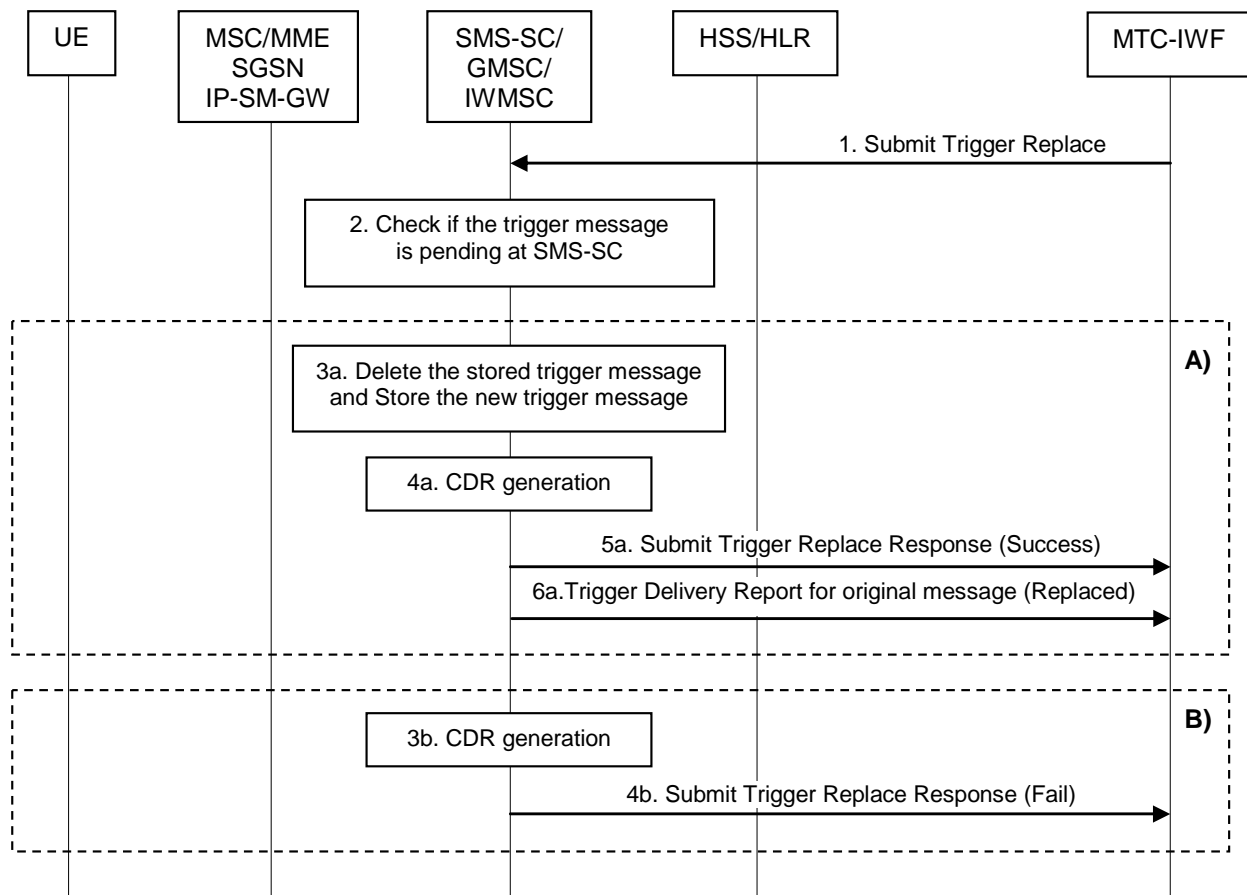 UE
MSC/MME
SGSN
IP-SM-GW
SMS-SC/
GMSC/
IWMSC
HSS/HLR
MTC-IWF
1. Submit Trigger Replace
2. Check if the trigger message
is pending at SMS-SC
A)
3a. Delete the stored trigger message
and Store the new trigger message
4a. CDR generation
5a. Submit Trigger Replace Response (Success)
6a.Trigger Delivery Report for original message (Replaced)
B)
3b. CDR generation
4b. Submit Trigger Replace Response (Fail)